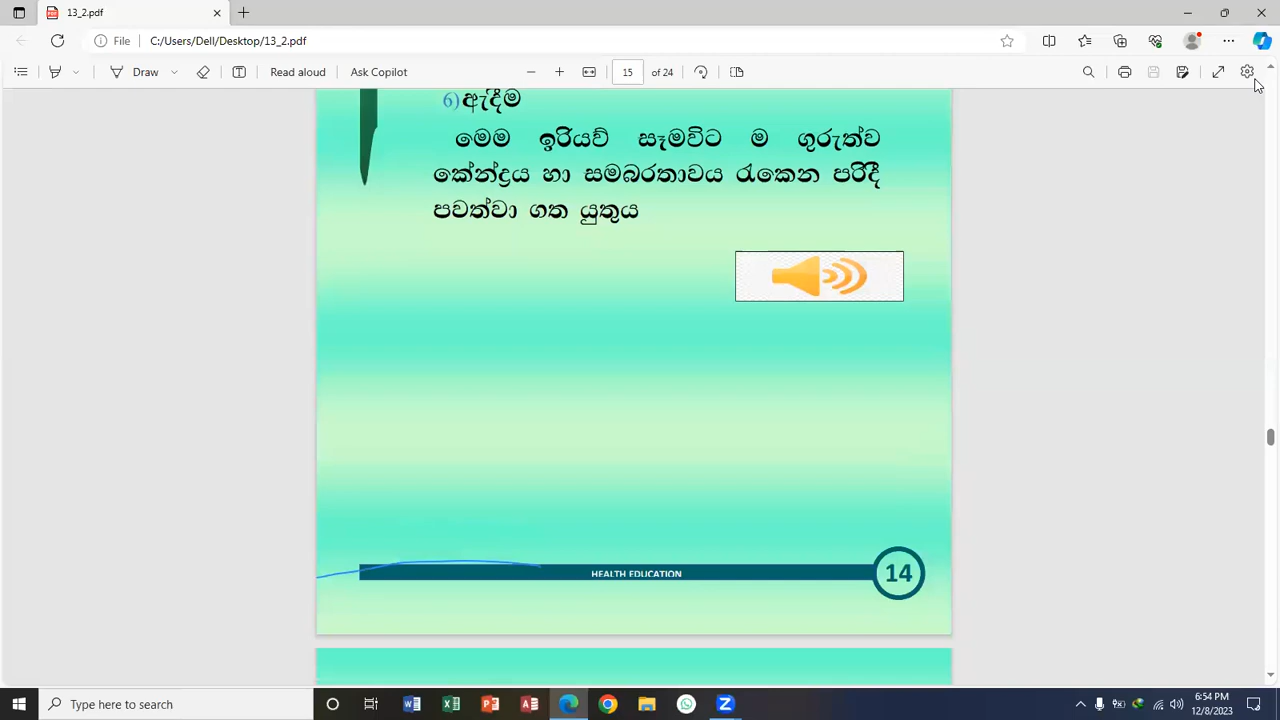 13_2.pdf
File C:/Users/Dell/Desktop/13_2.pdf
Draw Read aloud Ask Copilot 15 of 24
6)ඇදීම
මෙම ඉරියව් සෑමවිට ම ගුරුත්ව
කේන්ද්‍රය හා සමබරතාවය රැකෙන පරිදී
පවත්වා ගත යුතුය
HEALTH EDUCATION
14
Type here to search
6:54 PM
12/8/2023